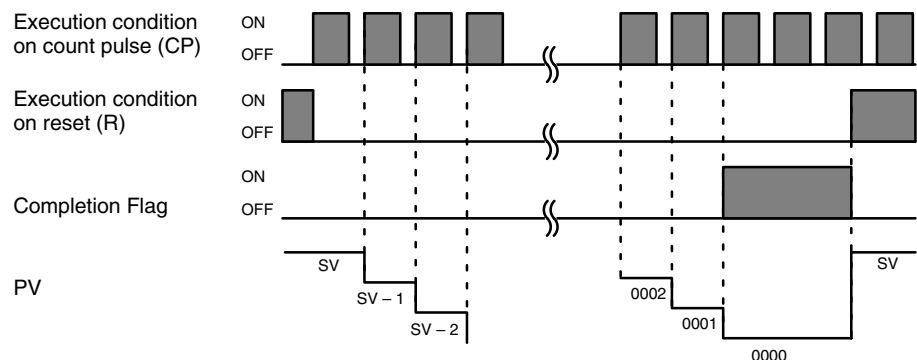 Execution condition
on count pulse (CP)
ON
OFF
Execution condition
on reset (R)
ON
OFF
Completion Flag
ON
OFF
PV
SV
SV – 1
SV – 2
0002
0001
0000
SV